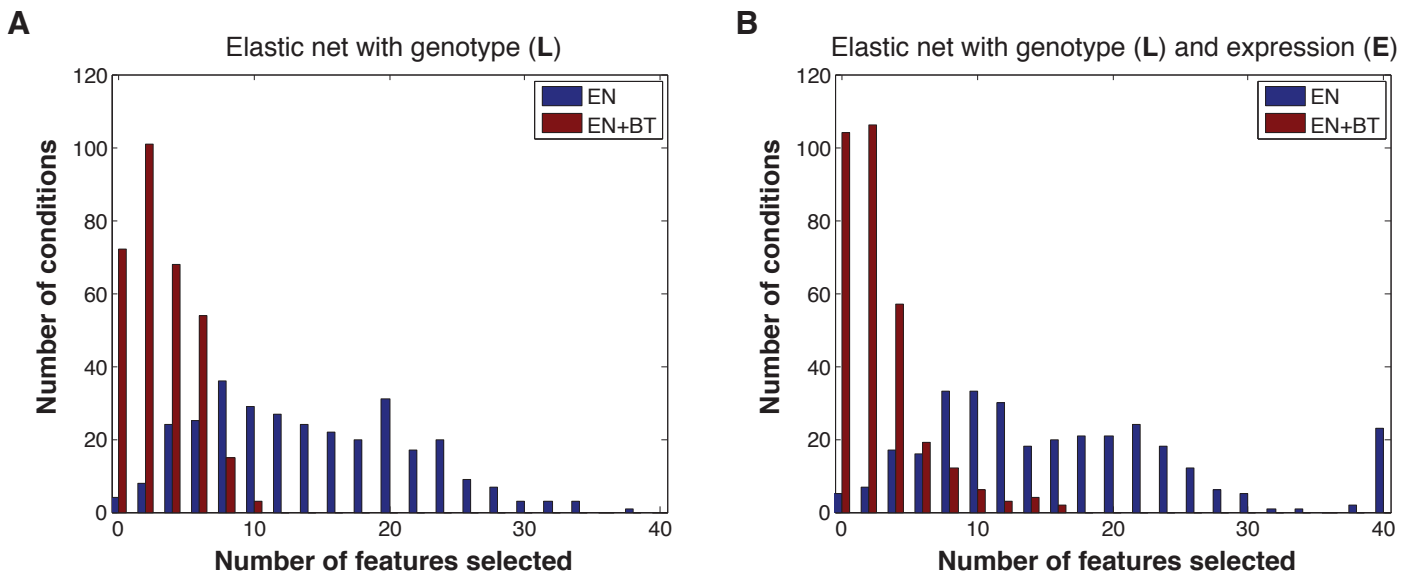 A
Elastic net with genotype (L)
120
100
80
60
40
20
0
Number of conditions
EN
EN+BT
0 10 20 30 40
Number of features selected
B
Elastic net with genotype (L) and expression (E)
120
100
80
60
40
20
0
Number of conditions
EN
EN+BT
0 10 20 30 40
Number of features selected